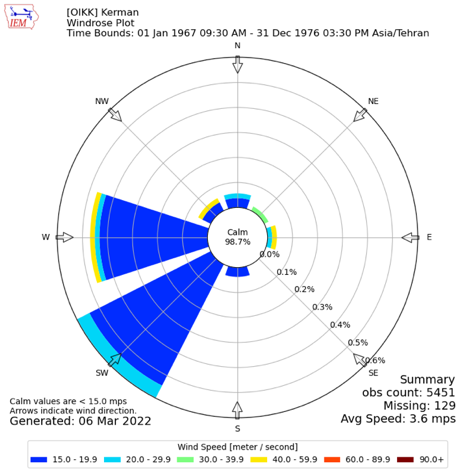 IEM
[OIKK] Kerman
Windrose Plot
Time Bounds: 01 Jan 1967 09:30 AM - 31 Dec 1976 03:30 PM Asia/Tehran
N
NW
NE
W
Calm
98.7%
E
0.0%
0.1%
0.2%
0.3%
0.4%
0.5%
0.6%
SW
SE
S
Calm values are < 15.0 mps
Arrows indicate wind direction.
Generated: 06 Mar 2022
Summary
obs count: 5451
Missing: 129
Avg Speed: 3.6 mps
Wind Speed [meter / second]
15.0 - 19.9
20.0 - 29.9
30.0 - 39.9
40.0 - 59.9
60.0 - 89.9
90.0+